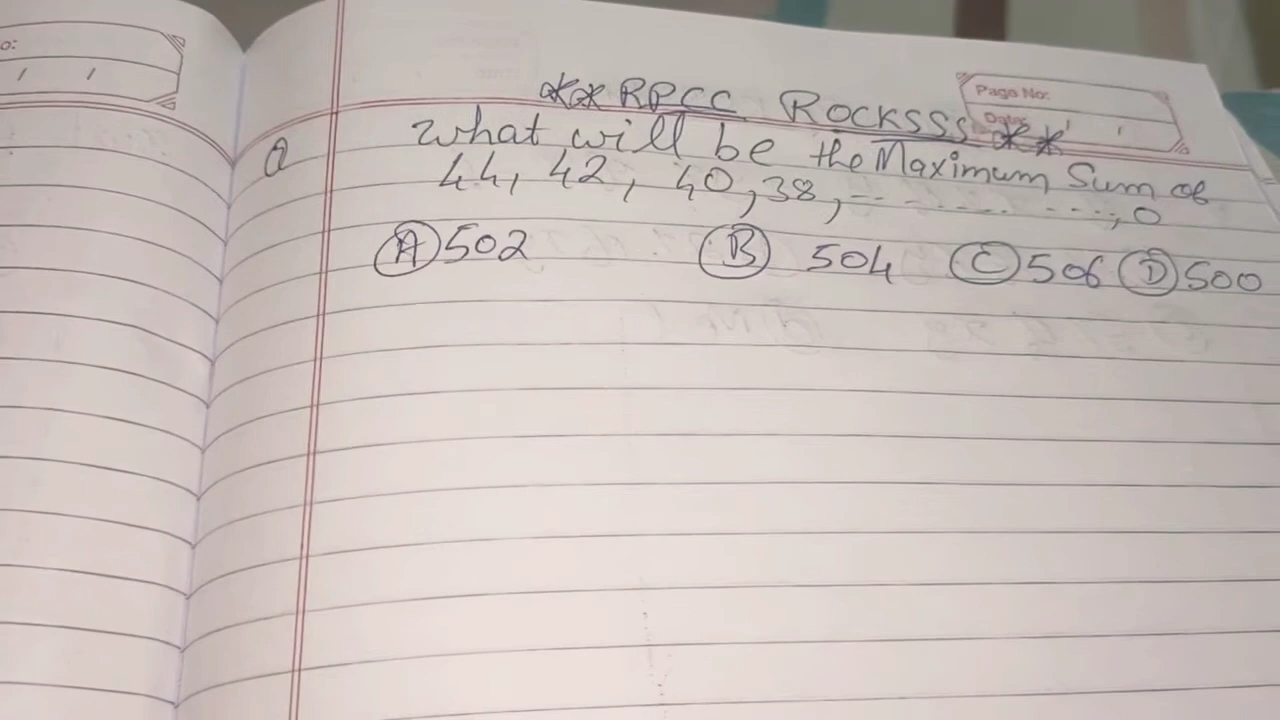 o:
/ /
** RPCC ROCKSSS **
Page No:
Date: / /
Q What will be the Maximum Sum of
44, 42, 40, 38, ------------, 0
(A) 502 (B) 504 (C) 506 (D) 500